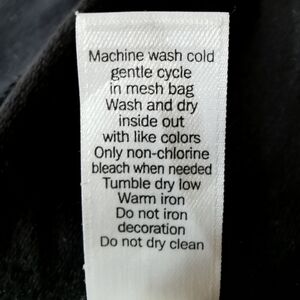 Machine wash cold
gentle cycle
in mesh bag
Wash and dry
inside out
with like colors
Only non-chlorine
bleach when needed
Tumble dry low
Warm iron
Do not iron
decoration
Do not dry clean